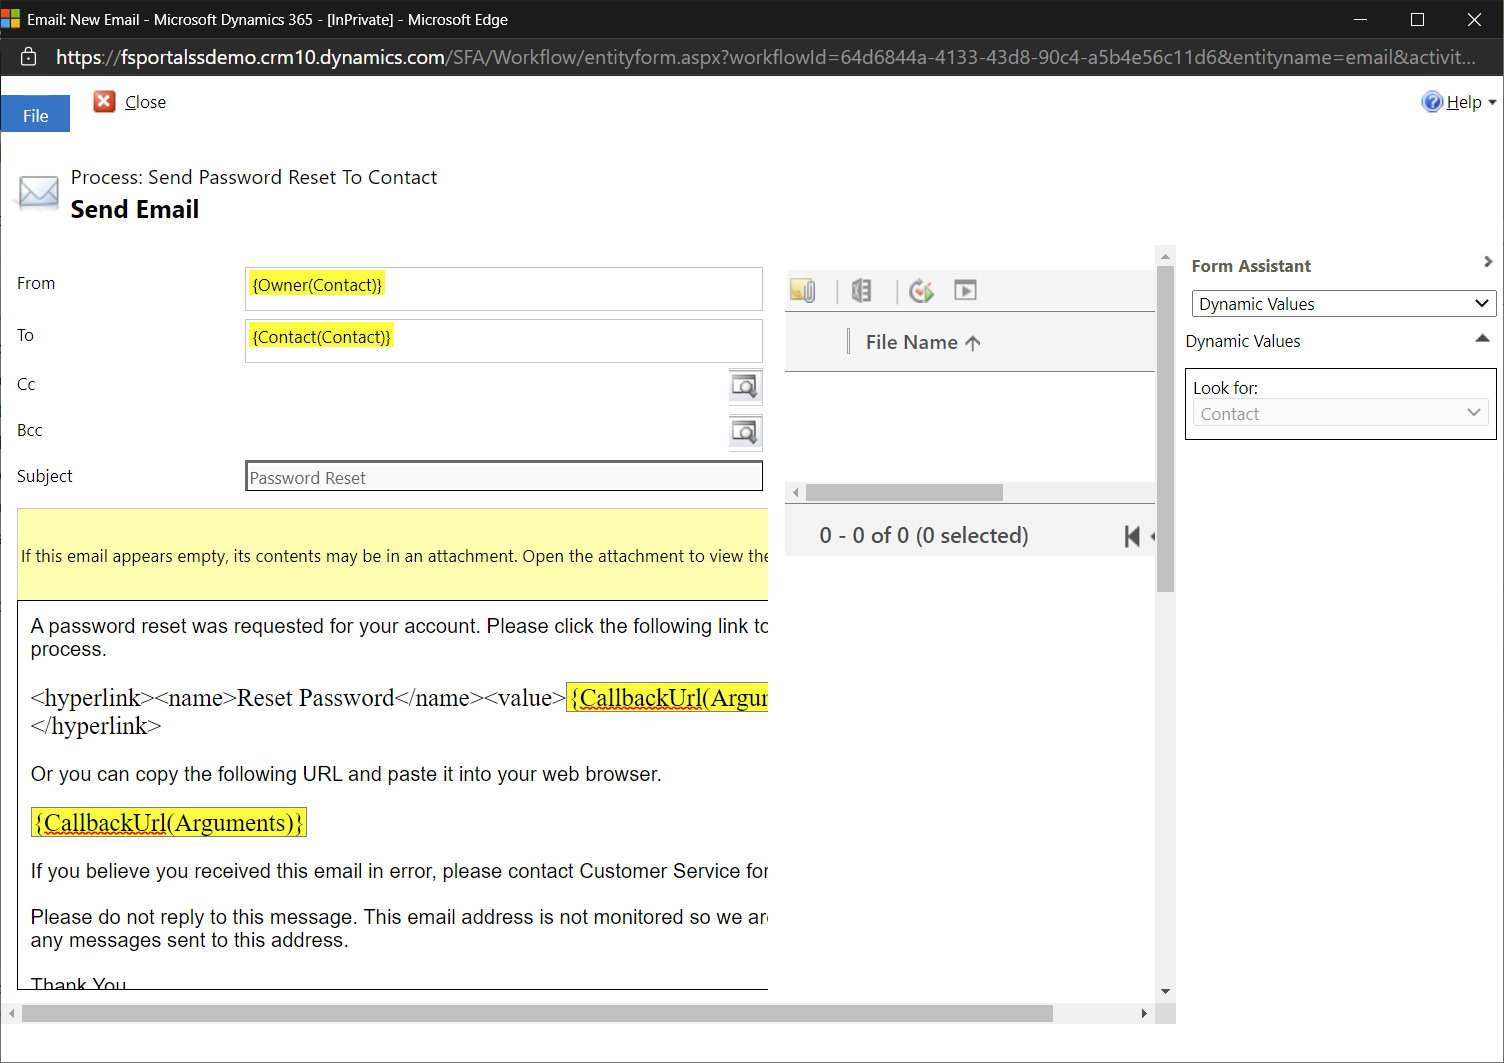 Email: New Email - Microsoft Dynamics 365 - [InPrivate] - Microsoft Edge
https://fsportalssdemo.crm10.dynamics.com/SFA/Workflow/entityform.aspx?workflowId=64d6844a-4133-43d8-90c4-a5b4e56c11d6&entityname=email&activit...
File
Close
Help
Process: Send Password Reset To Contact
Send Email
From
{Owner(Contact)}
To
{Contact(Contact)}
Cc
Bcc
Subject
Password Reset
If this email appears empty, its contents may be in an attachment. Open the attachment to view the
A password reset was requested for your account. Please click the following link to
process.
<hyperlink><name>Reset Password</name><value>{CallbackUrl(Argum
</hyperlink>
Or you can copy the following URL and paste it into your web browser.
{CallbackUrl(Arguments)}
If you believe you received this email in error, please contact Customer Service for
Please do not reply to this message. This email address is not monitored so we are
any messages sent to this address.
Thank You
File Name
0 - 0 of 0 (0 selected)
Form Assistant
Dynamic Values
Dynamic Values
Look for:
Contact